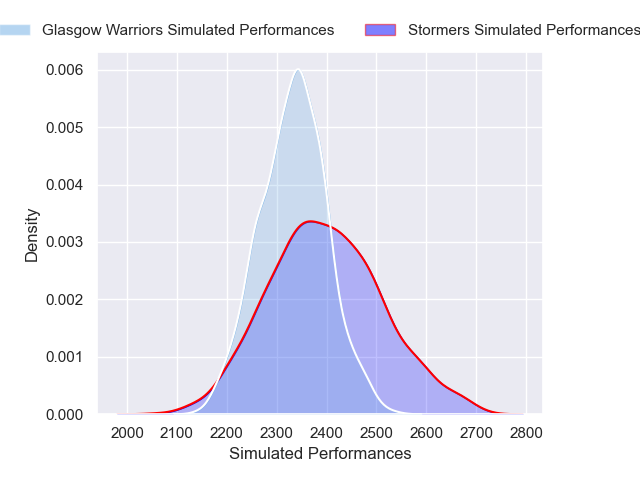 Glasgow Warriors Simulated Performances Stormers Simulated Performances
0.006
0.005
0.004
0.003
0.002
0.001
0.000
Density
2000 2100 2200 2300 2400 2500 2600 2700 2800
Simulated Performances